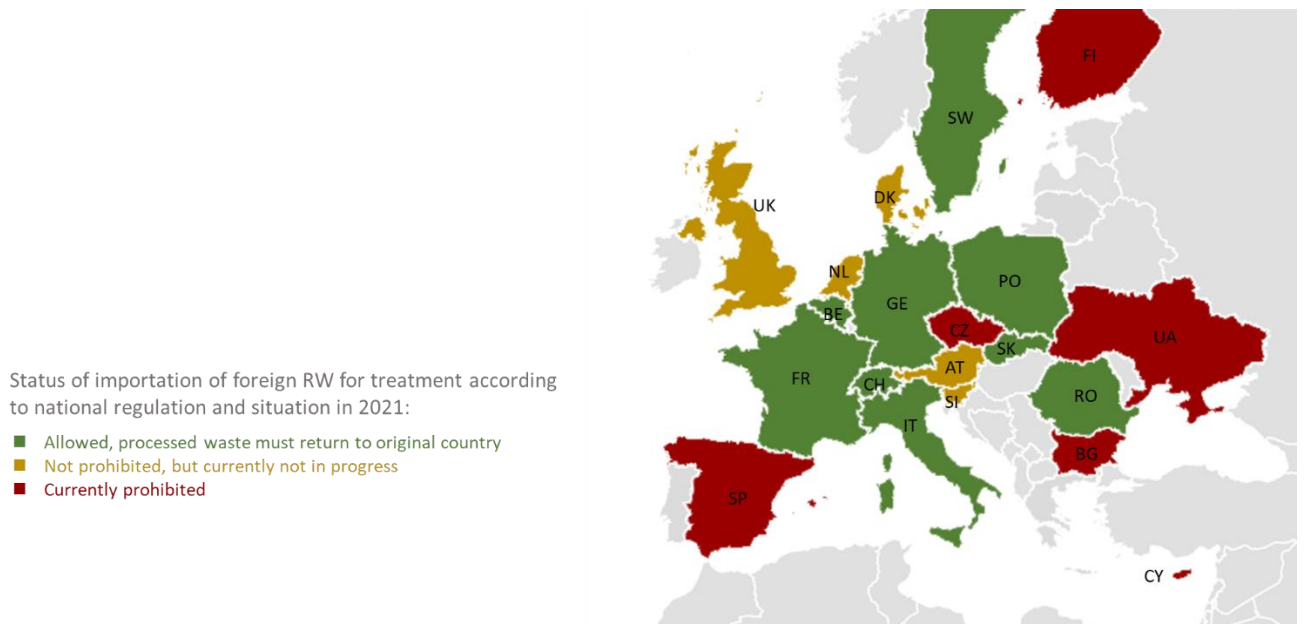 Status of importation of foreign RW for treatment according
to national regulation and situation in 2021:
Allowed, processed waste must return to original country
Not prohibited, but currently not in progress
Currently prohibited
FI
SW
UK
DK
NL
PO
BE
GE
CZ
UA
SK
AT
FR
CH
RO
SI
IT
BG
SP
CY